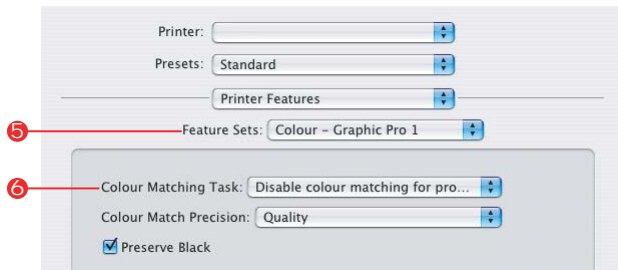 Printer:
Presets: Standard
Printer Features
5 Feature Sets: Colour – Graphic Pro 1
6 Colour Matching Task: Disable colour matching for pro...
Colour Match Precision: Quality
Preserve Black